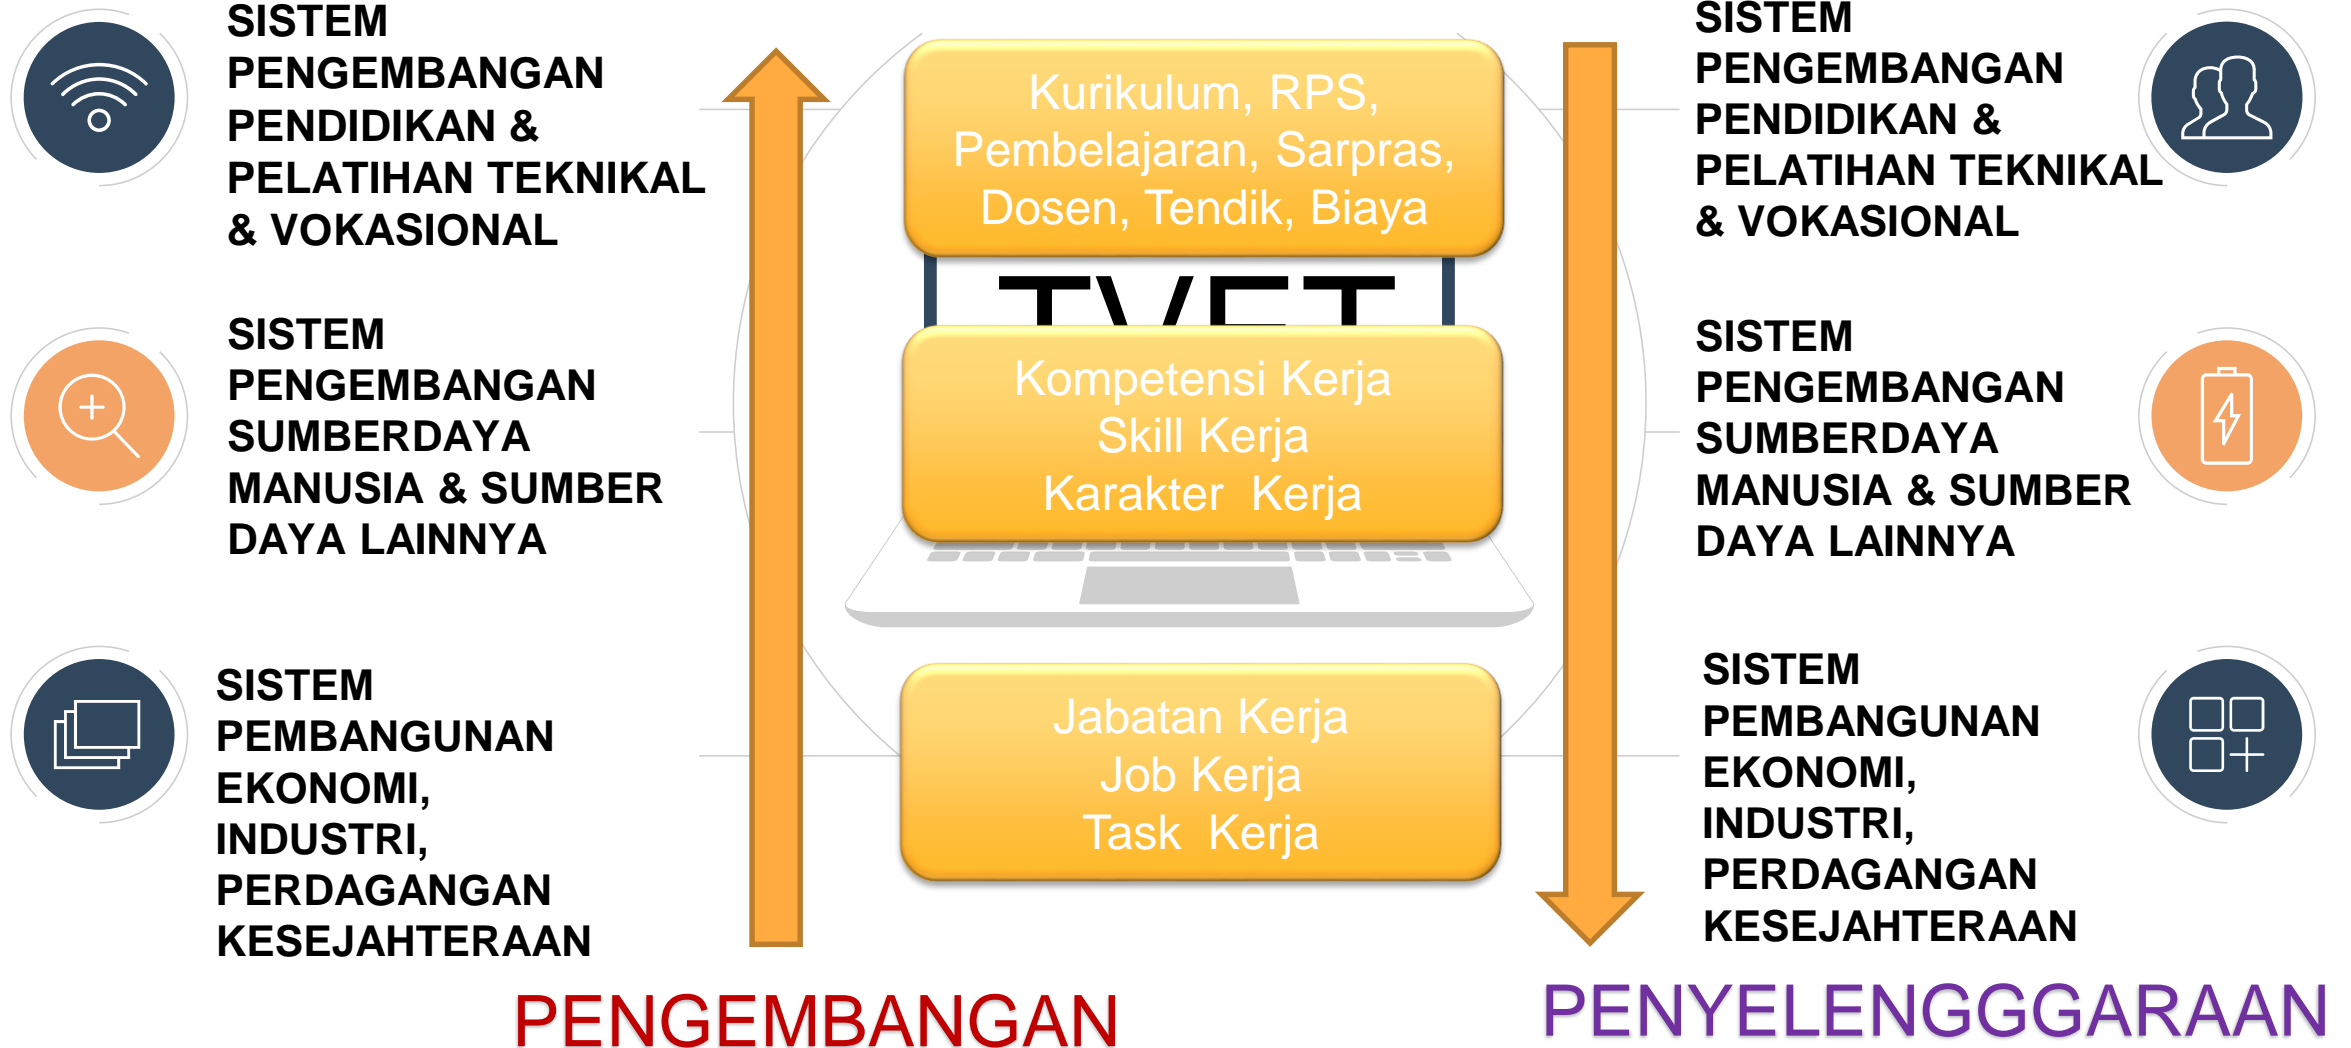 SISTEM
PENGEMBANGAN
PENDIDIKAN &
PELATIHAN TEKNIKAL
& VOKASIONAL
SISTEM
PENGEMBANGAN
SUMBERDAYA
MANUSIA & SUMBER
DAYA LAINNYA
SISTEM
PEMBANGUNAN
EKONOMI,
INDUSTRI,
PERDAGANGAN
KESEJAHTERAAN
Kurikulum, RPS,
Pembelajaran, Sarpras,
Dosen, Tendik, Biaya
TVET
Kompetensi Kerja
Skill Kerja
Karakter Kerja
Jabatan Kerja
Job Kerja
Task Kerja
SISTEM
PENGEMBANGAN
PENDIDIKAN &
PELATIHAN TEKNIKAL
& VOKASIONAL
SISTEM
PENGEMBANGAN
SUMBERDAYA
MANUSIA & SUMBER
DAYA LAINNYA
SISTEM
PEMBANGUNAN
EKONOMI,
INDUSTRI,
PERDAGANGAN
KESEJAHTERAAN
PENGEMBANGAN
PENYELENGGGARAAN